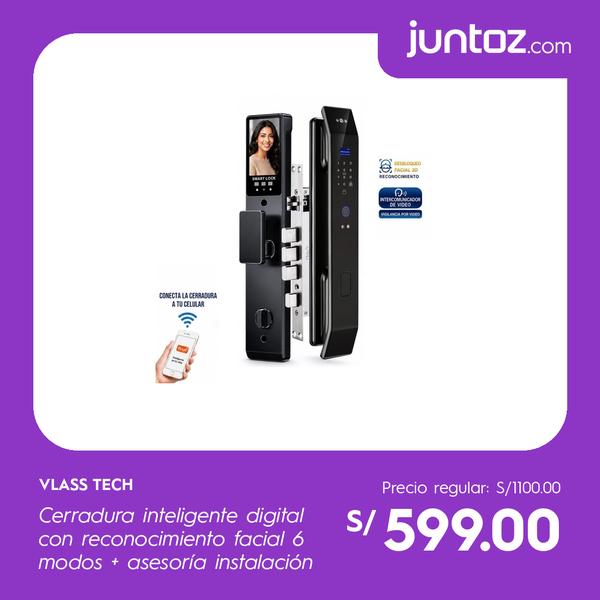 juntoz.com
SMART LOCK
DESBLOQUEO
FACIAL 3D
RECONOCIMIENTO
INTERCOMUNICADOR
DE VIDEO
VIGILANCIA POR VIDEO
CONECTA LA CERRADURA
A TU CELULAR
VLASS TECH
Cerradura inteligente digital
con reconocimiento facial 6
modos + asesoría instalación
Precio regular: S/1100.00
S/ 599.00